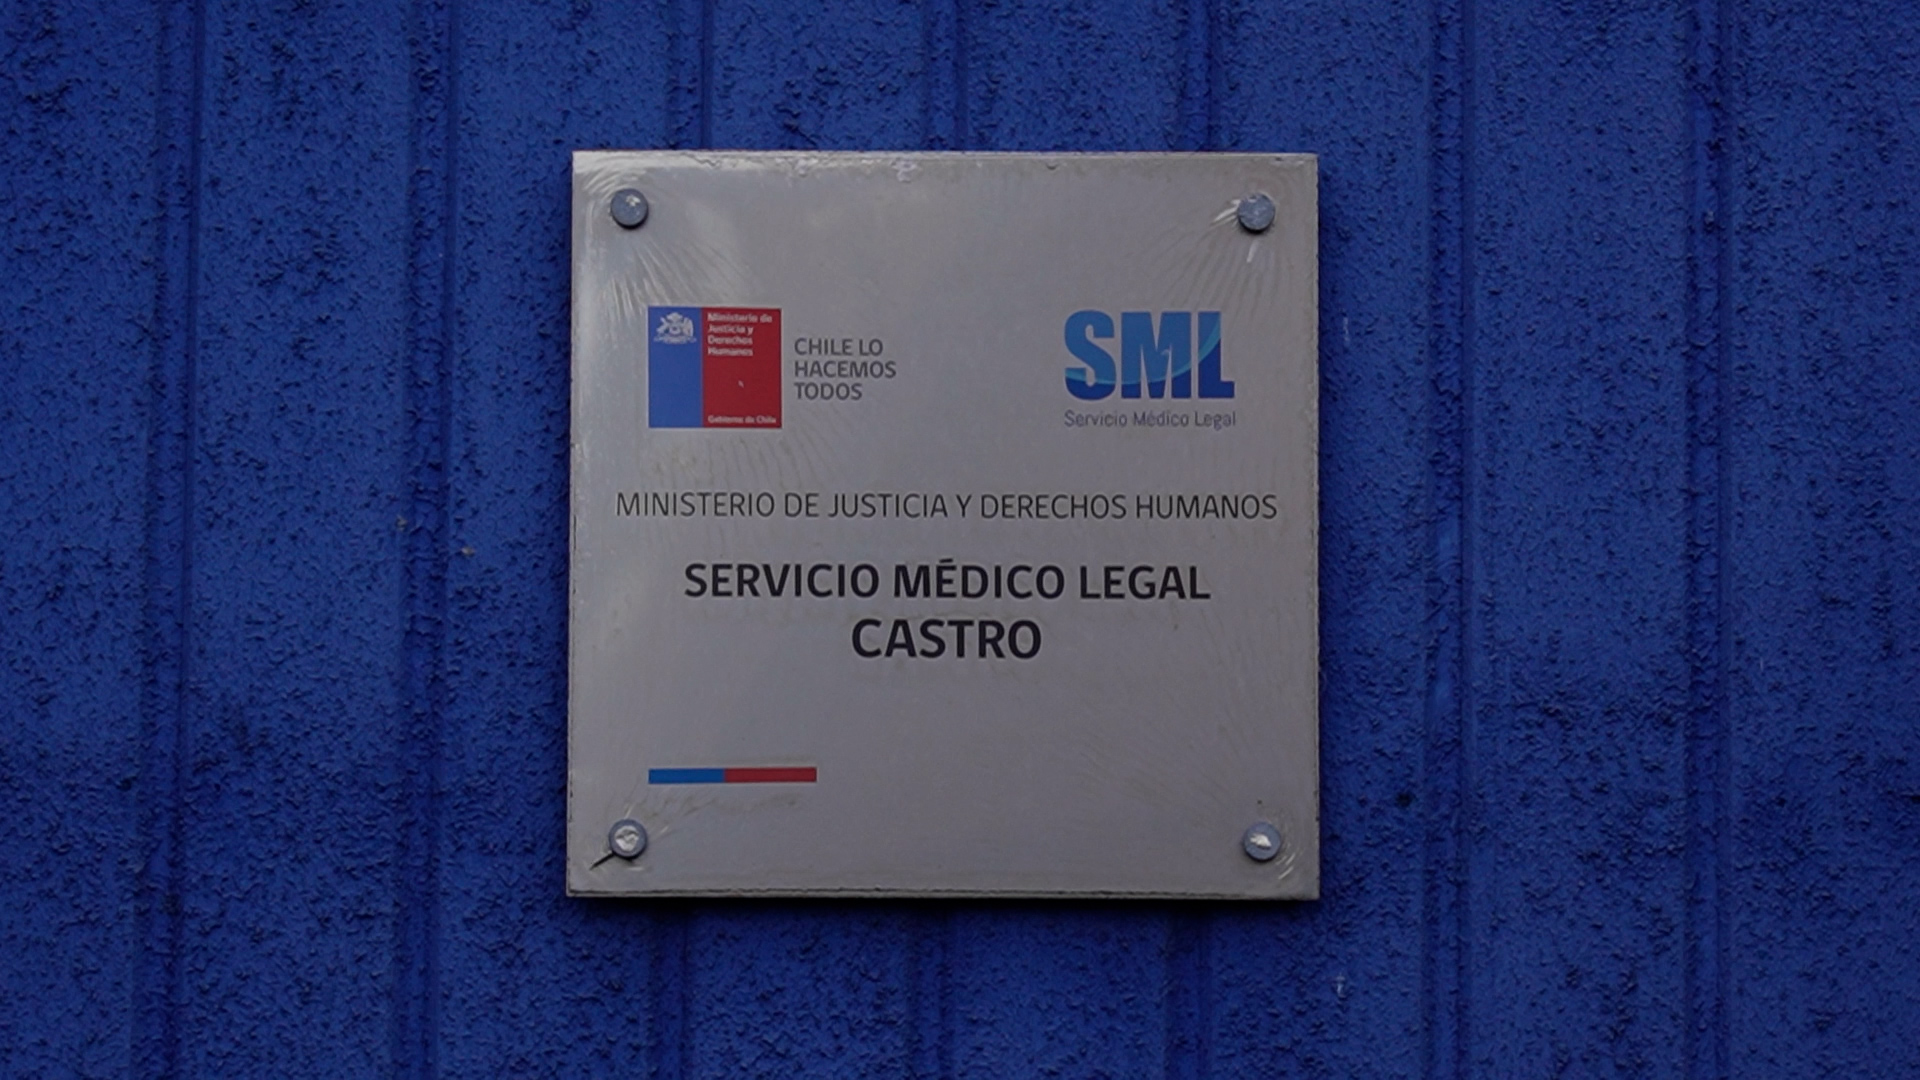 Ministerio de
Justicia y
Derechos
Humanos
Gobierno de Chile
CHILE LO
HACEMOS
TODOS
SML
Servicio Médico Legal
MINISTERIO DE JUSTICIA Y DERECHOS HUMANOS
SERVICIO MÉDICO LEGAL
CASTRO